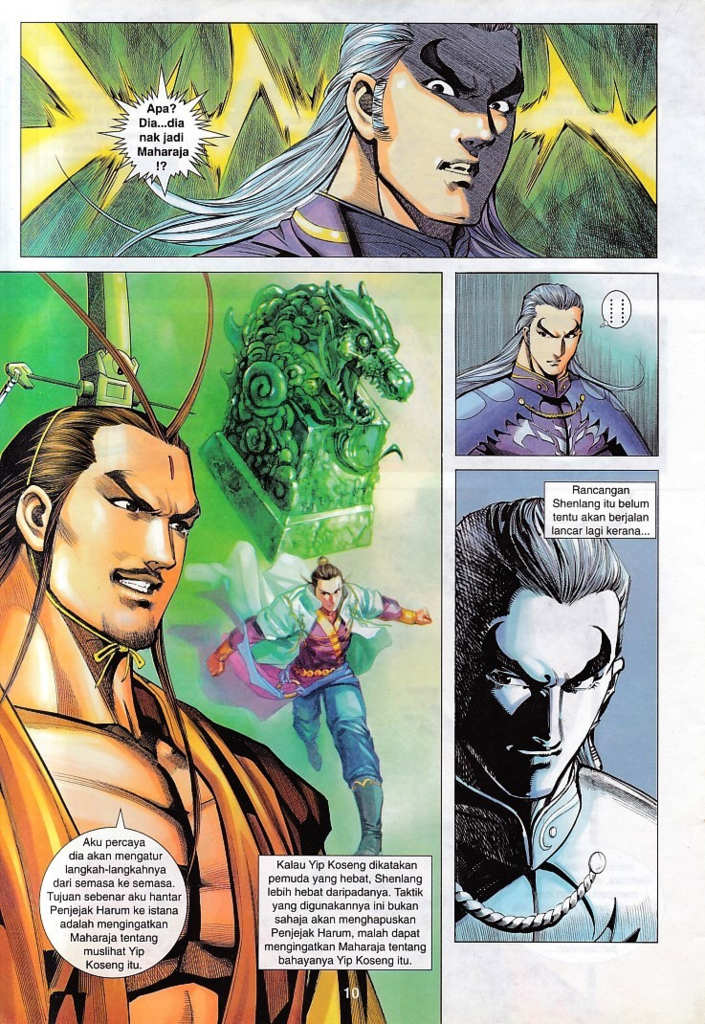 Apa?
Dia...dia
nak jadi
Maharaja
!?
Rancangan
Shenlang itu belum
tentu akan berjalan
lancar lagi kerana...
Aku percaya
dia akan mengatur
langkah-langkahnya
dari semasa ke semasa.
Tujuan sebenar aku hantar
Penjejak Harum ke istana
adalah mengingatkan
Maharaja tentang
muslihat Yip
Koseng itu.
Kalau Yip Koseng dikatakan
pemuda yang hebat, Shenlang
lebih hebat daripadanya. Taktik
yang digunakannya ini bukan
sahaja akan menghapuskan
Penjejak Harum, malah dapat
mengingatkan Maharaja tentang
bahayanya Yip Koseng itu.
10